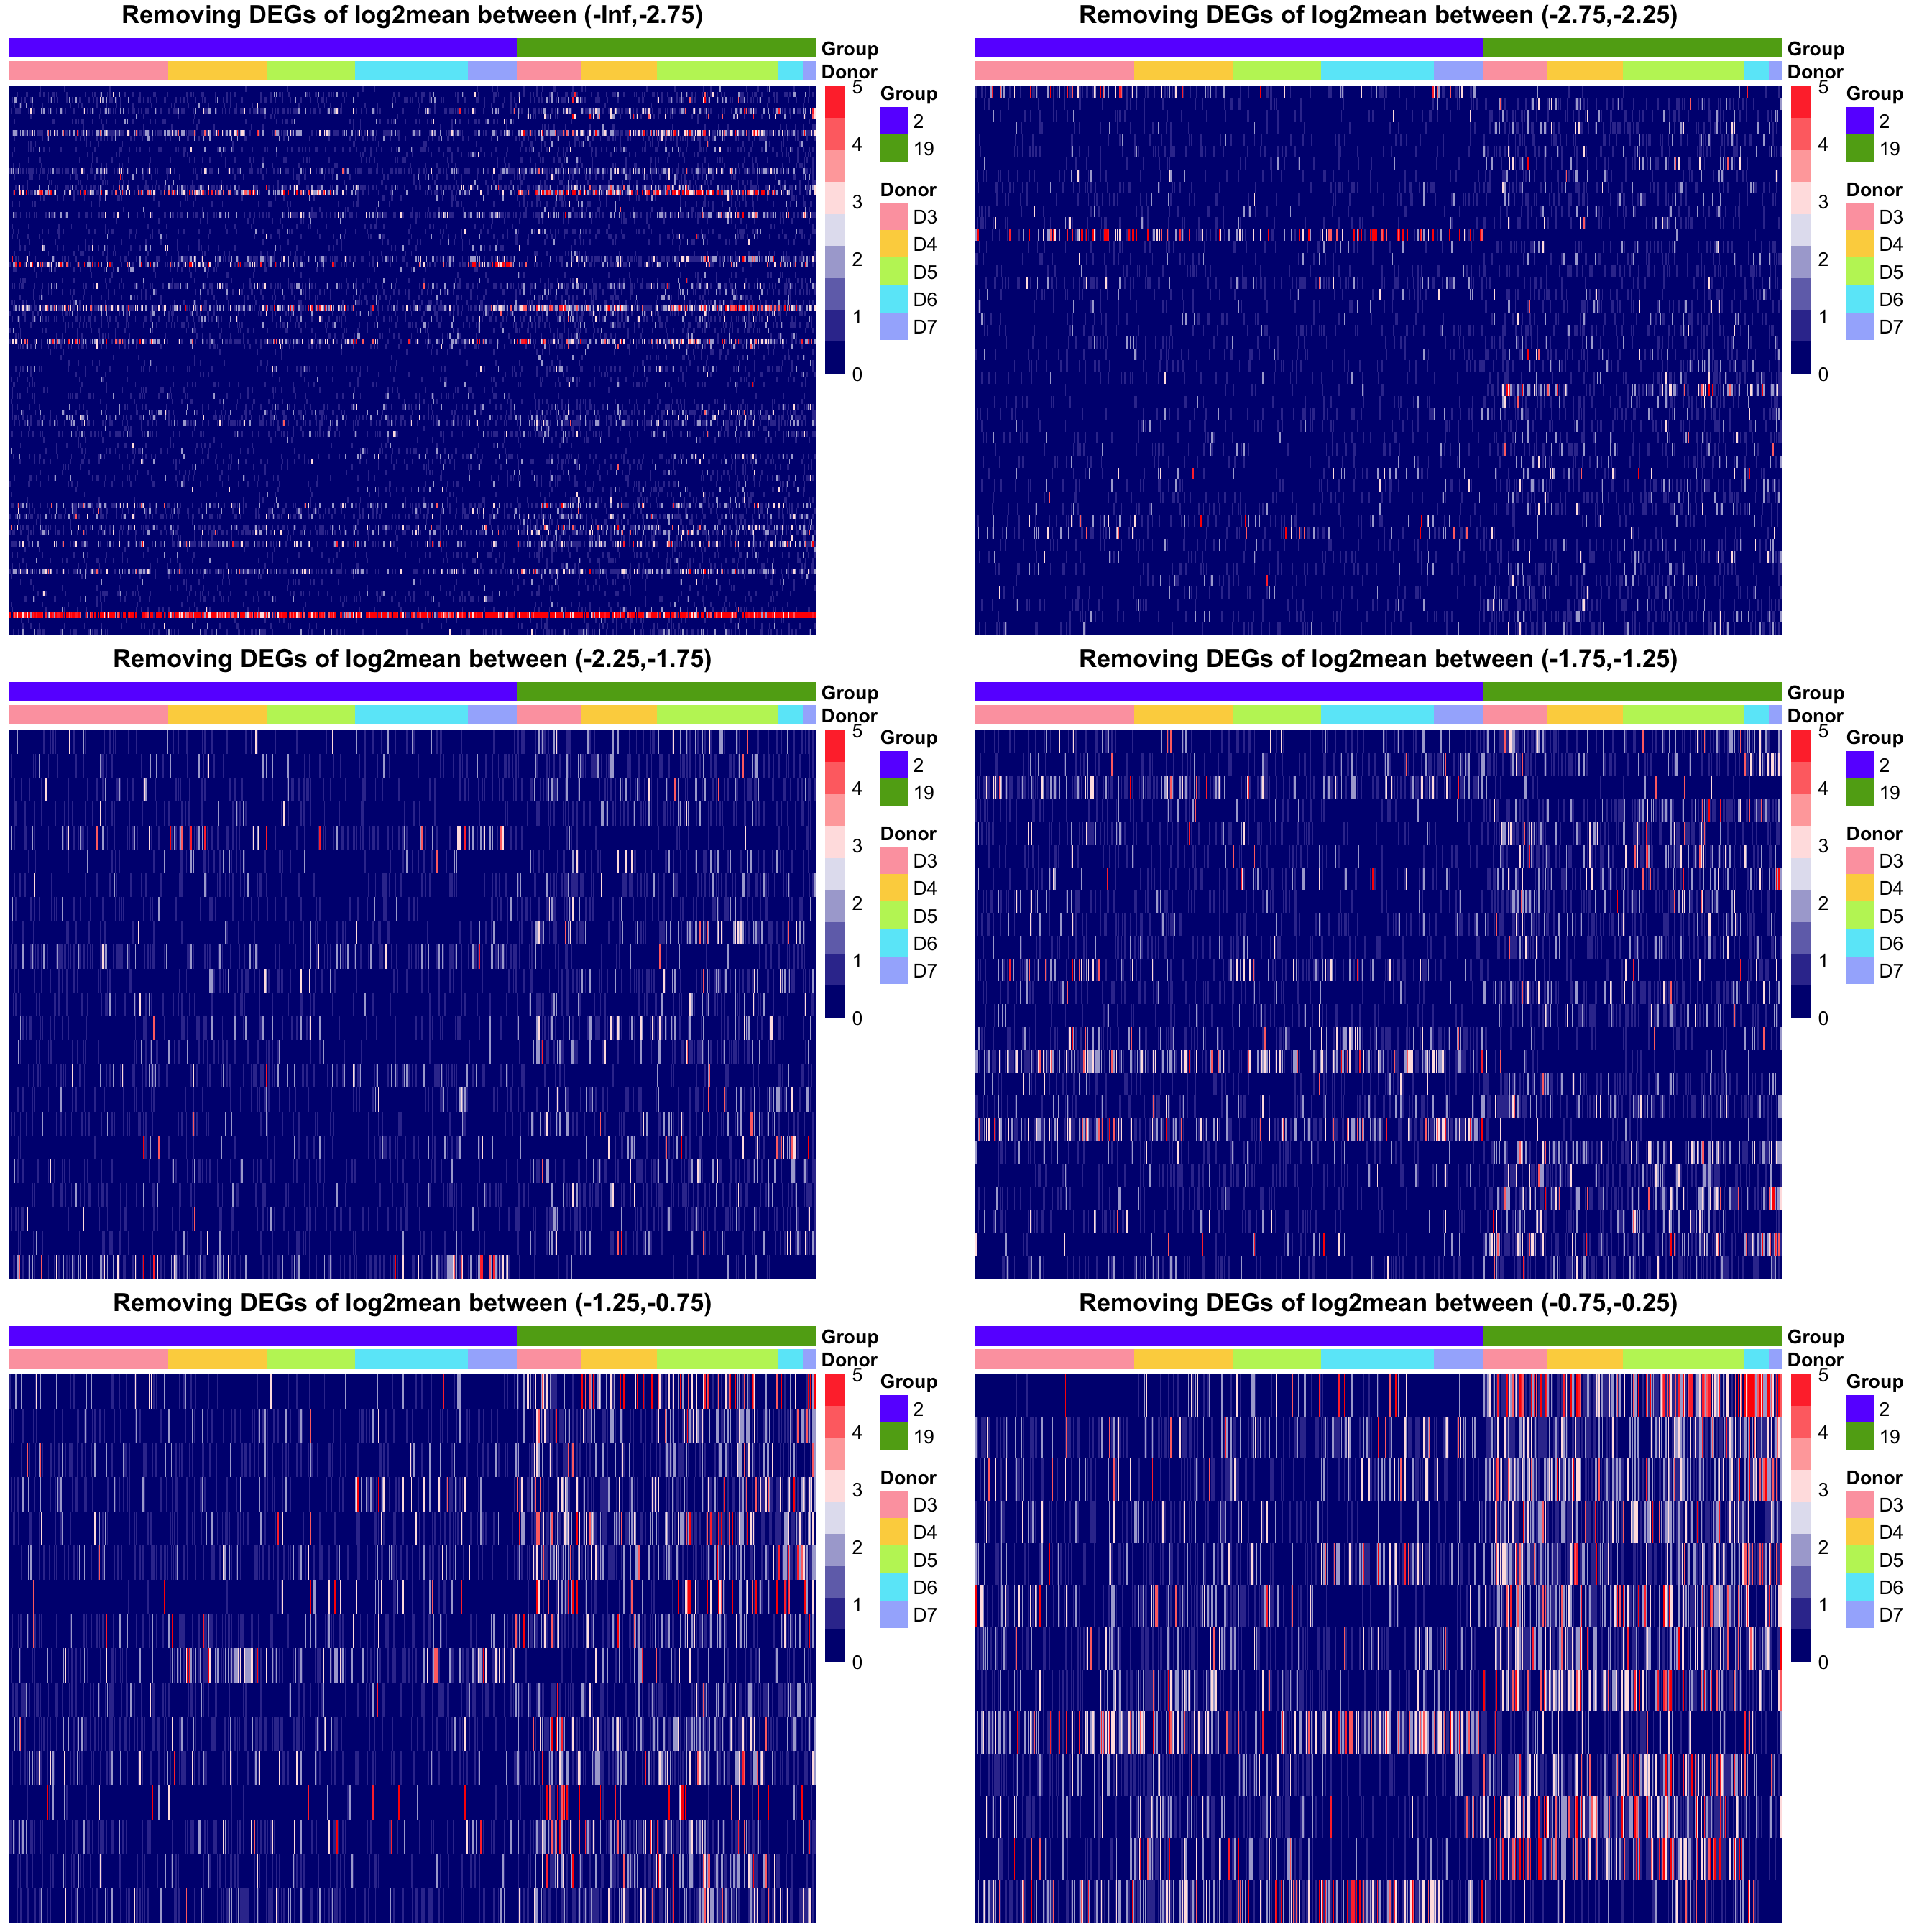 Removing DEGs of log2mean between (-Inf,-2.75)
Group
Donor
5
4
3
2
1
0
Group
2
19
Donor
D3
D4
D5
D6
D7
Removing DEGs of log2mean between (-2.75,-2.25)
Group
Donor
5
4
3
2
1
0
Group
2
19
Donor
D3
D4
D5
D6
D7
Removing DEGs of log2mean between (-2.25,-1.75)
Group
Donor
5
4
3
2
1
0
Group
2
19
Donor
D3
D4
D5
D6
D7
Removing DEGs of log2mean between (-1.75,-1.25)
Group
Donor
5
4
3
2
1
0
Group
2
19
Donor
D3
D4
D5
D6
D7
Removing DEGs of log2mean between (-1.25,-0.75)
Group
Donor
5
4
3
2
1
0
Group
2
19
Donor
D3
D4
D5
D6
D7
Removing DEGs of log2mean between (-0.75,-0.25)
Group
Donor
5
4
3
2
1
0
Group
2
19
Donor
D3
D4
D5
D6
D7